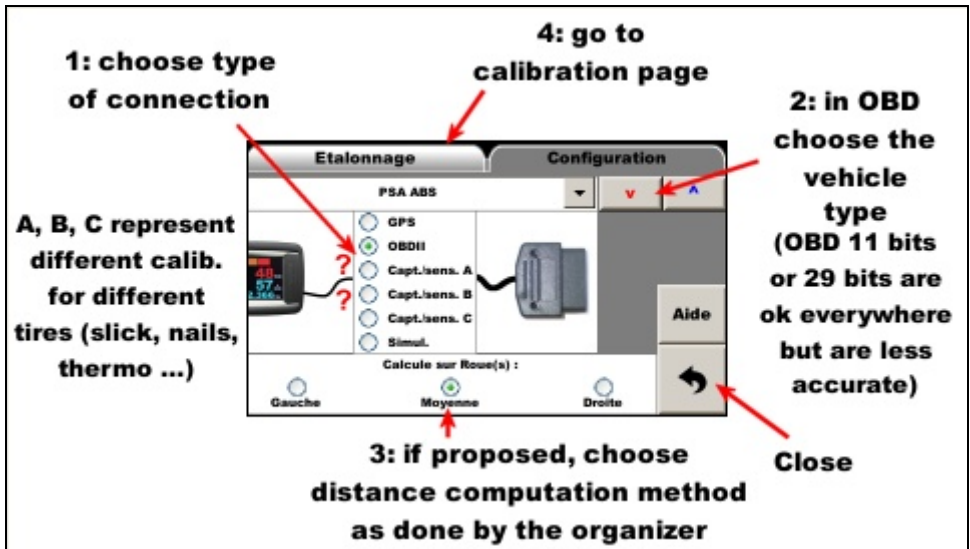 4: go to
calibration page
1: choose type
of connection
2: in OBD
choose the
vehicle
type
(OBD 11 bits
or 29 bits are
ok everywhere
but are less
accurate)
A, B, C represent
different calib.
for different
tires (slick, nails,
thermo ...)
Etalonnage
Configuration
PSA ABS
v
^
GPS
OBDII
Capt./sens. A
Capt./sens. B
Capt./sens. C
Simul.
?
?
48
57
Aide
Calcule sur Roue(s) :
Gauche
Moyenne
Droite
3: if proposed, choose
distance computation method
as done by the organizer
Close